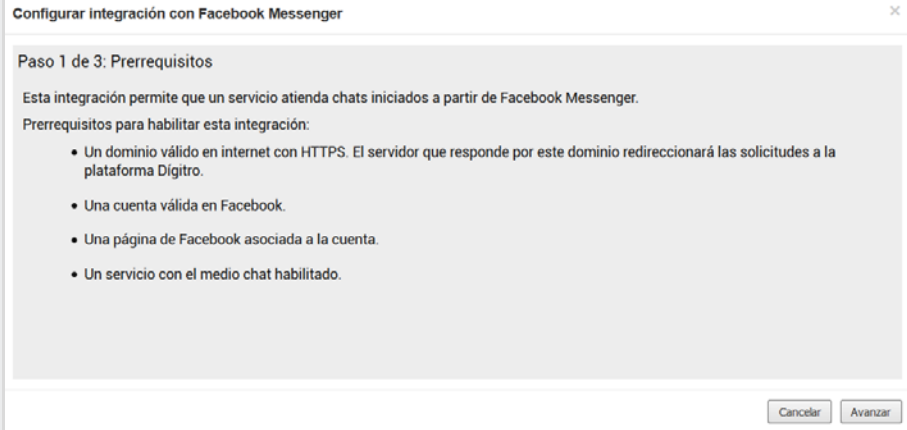 Configurar integración con Facebook Messenger
×
Paso 1 de 3: Prerrequisitos
Esta integración permite que un servicio atienda chats iniciados a partir de Facebook Messenger.
Prerrequisitos para habilitar esta integración:
• Un dominio válido en internet con HTTPS. El servidor que responde por este dominio redireccionará las solicitudes a la
plataforma Dígitro.
• Una cuenta válida en Facebook.
• Una página de Facebook asociada a la cuenta.
• Un servicio con el medio chat habilitado.
Cancelar Avanzar